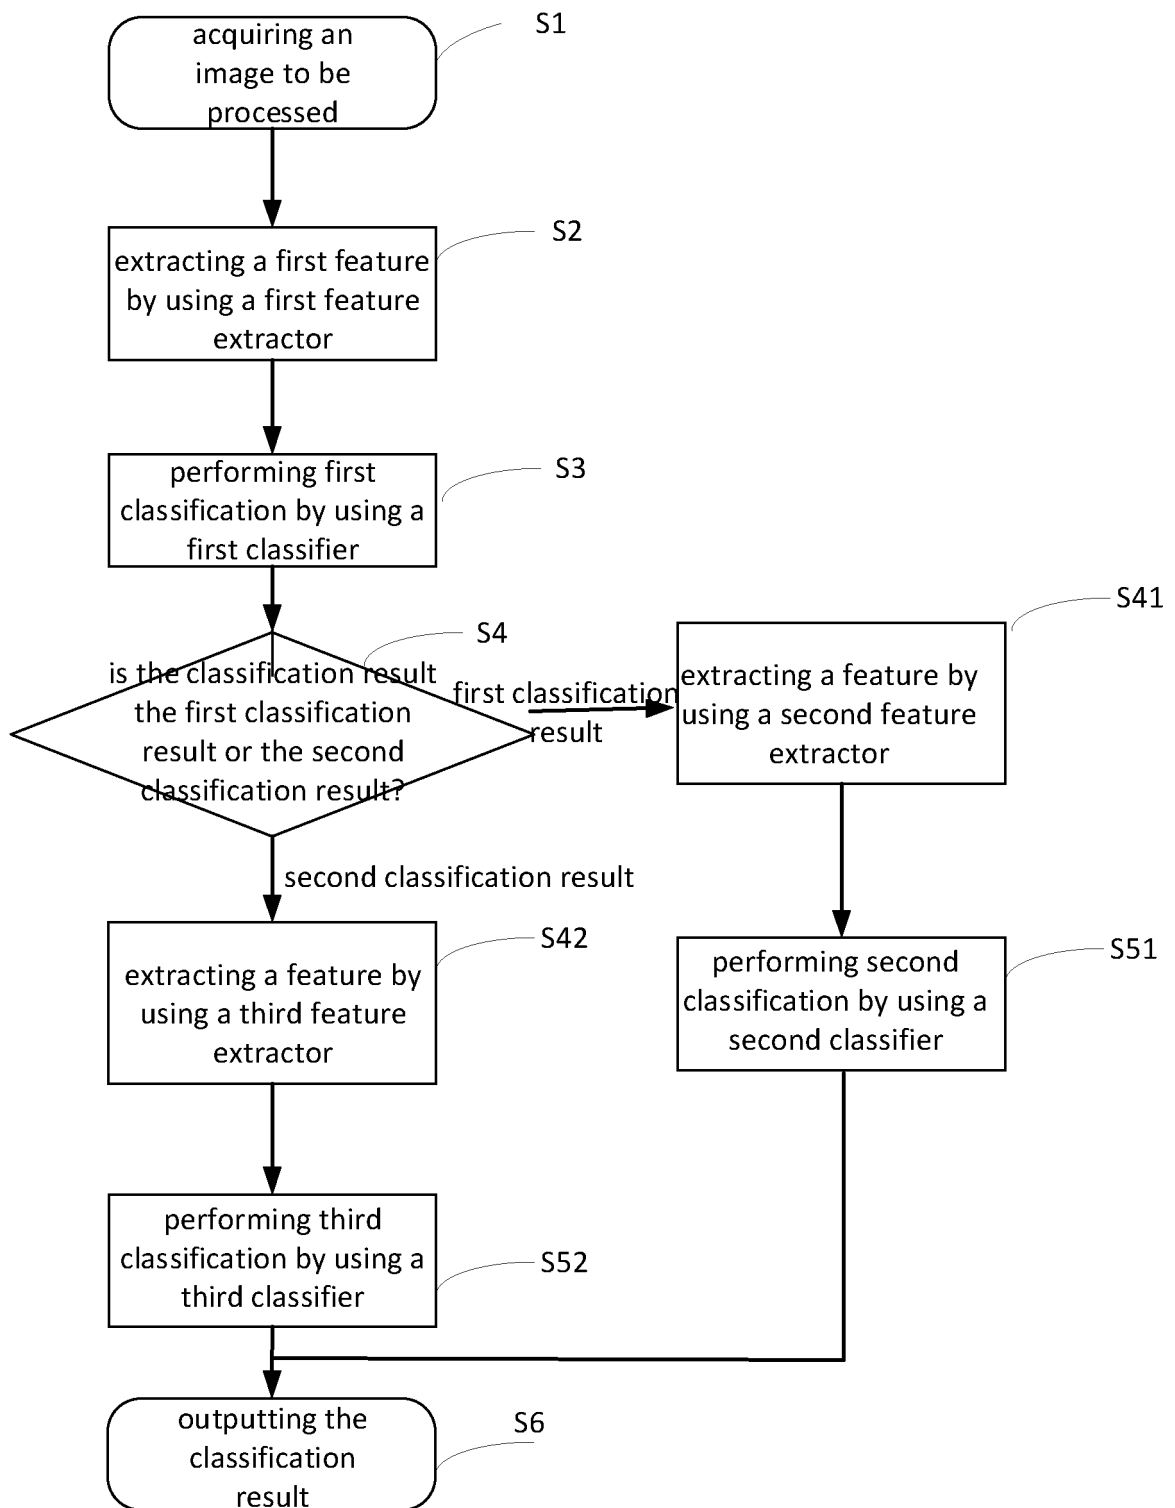 acquiring an
image to be
processed
S1
extracting a first feature
by using a first feature
extractor
S2
performing first
classification by using a
first classifier
S3
is the classification result
the first classification
result or the second
classification result?
S4
first classification
result
extracting a feature by
using a second feature
extractor
S41
second classification result
extracting a feature by
using a third feature
extractor
S42
performing second
classification by using a
second classifier
S51
performing third
classification by using a
third classifier
S52
outputting the
classification
result
S6